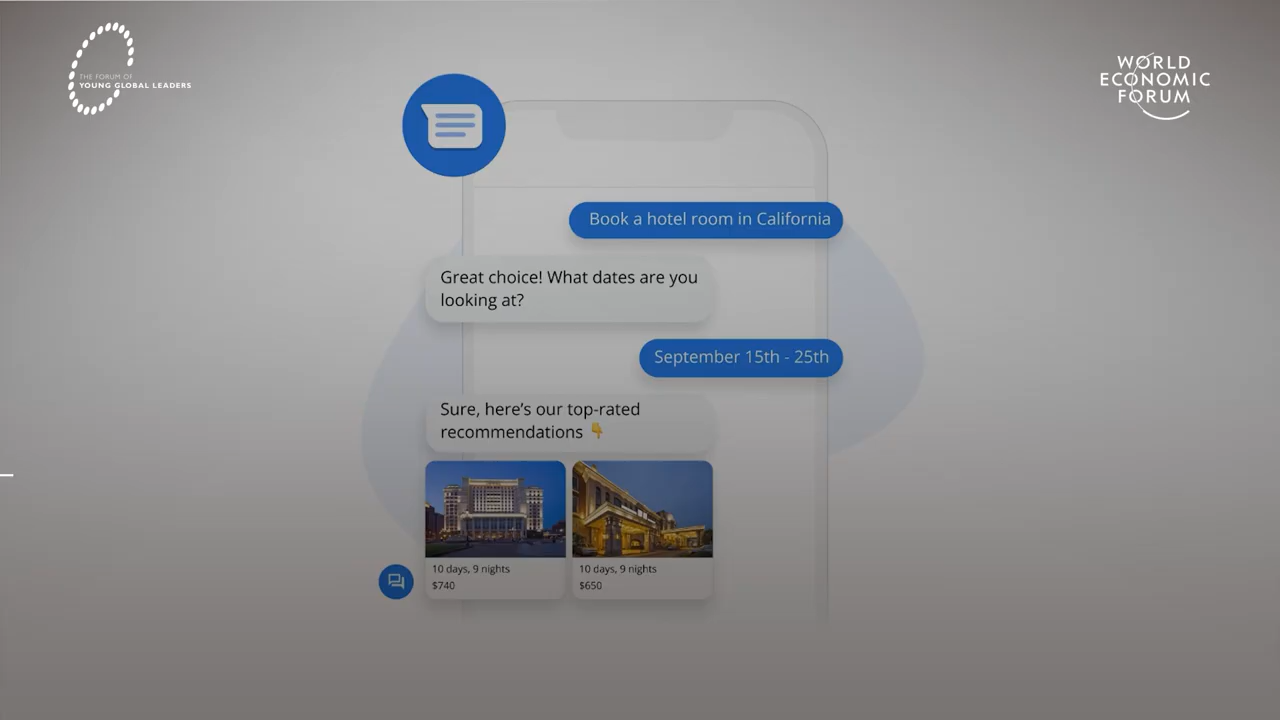 THE FORUM OF
YOUNG GLOBAL LEADERS
WORLD
ECONOMIC
FORUM
Book a hotel room in California
Great choice! What dates are you
looking at?
September 15th - 25th
Sure, here's our top-rated
recommendations 👇
10 days, 9 nights
$740
10 days, 9 nights
$650